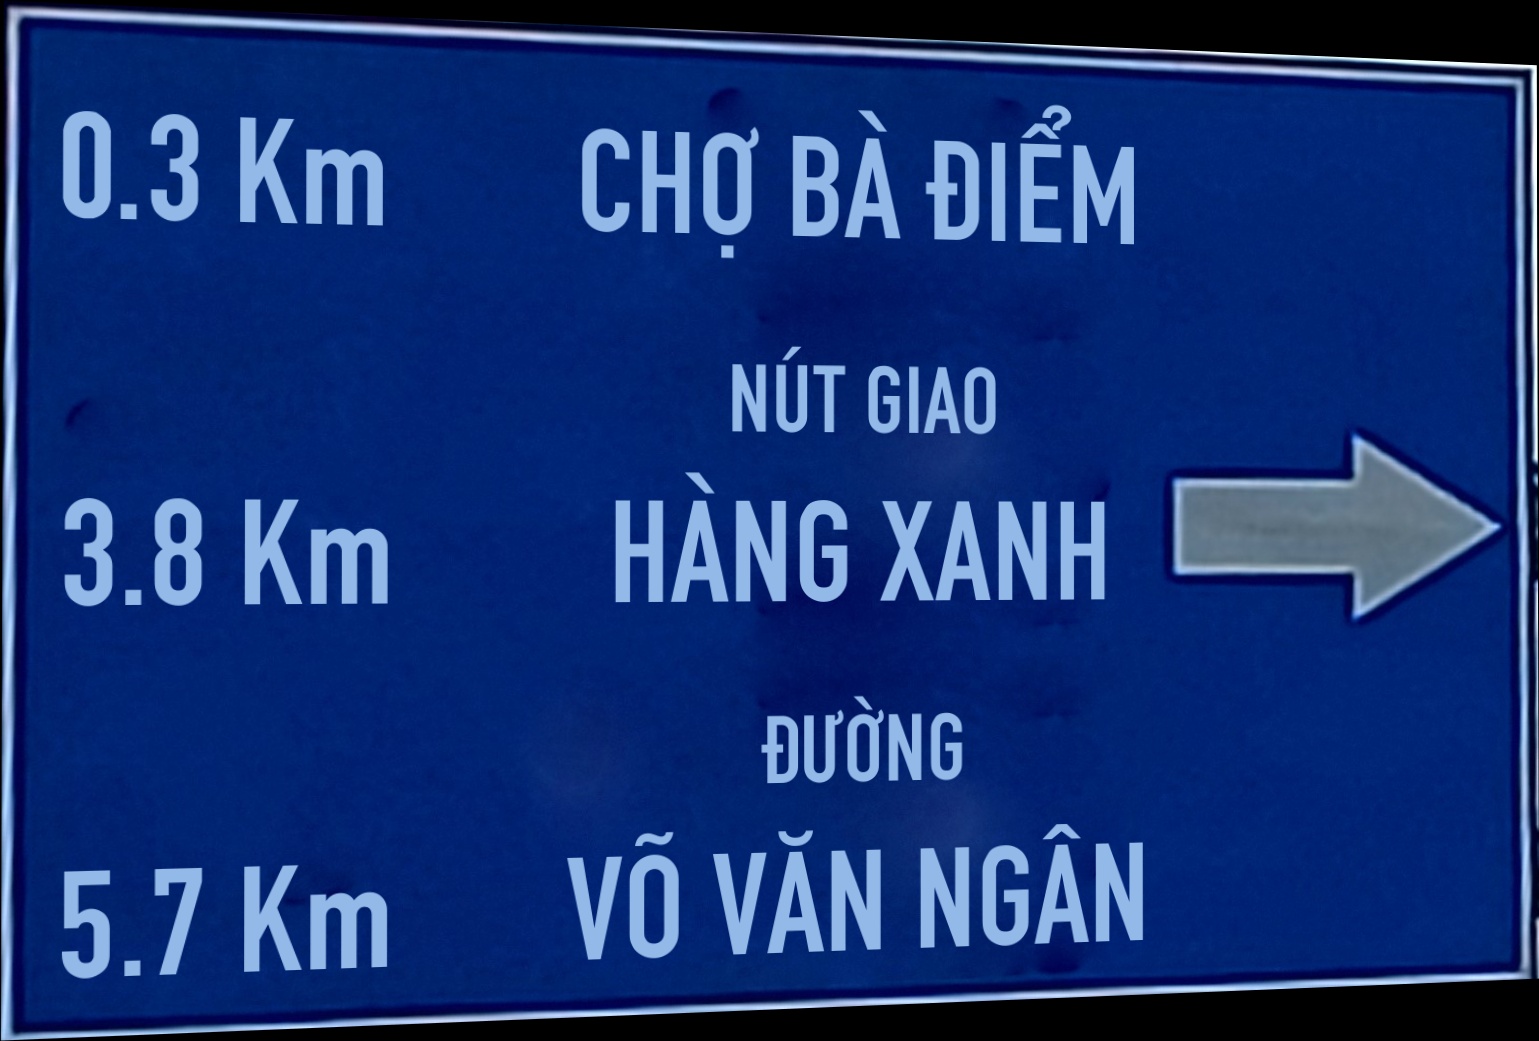 0.3 Km CHỢ BÀ ĐIỂM
NÚT GIAO
3.8 Km HÀNG XANH
ĐƯỜNG
5.7 Km VÕ VĂN NGÂN